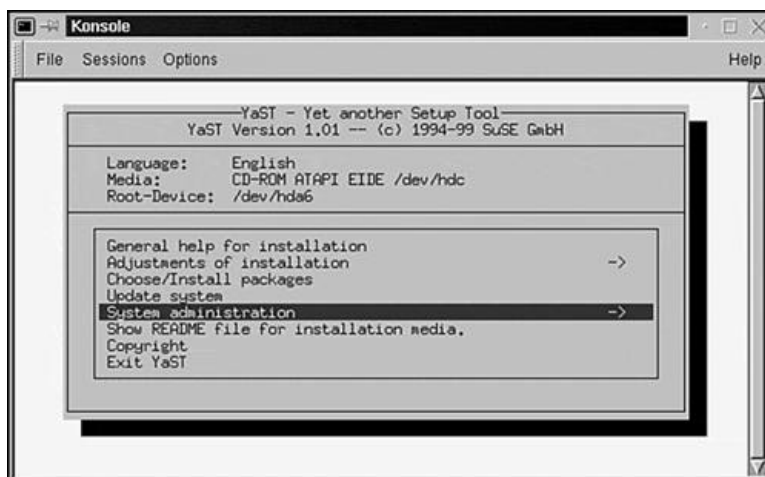 Konsole
File Sessions Options Help
YaST - Yet another Setup Tool
YaST Version 1.01 -- (c) 1994-99 SuSE GmbH
Language: English
Media: CD-ROM ATAPI EIDE /dev/hdc
Root-Device: /dev/hda6
General help for installation
Adjustments of installation ->
Choose/Install packages
Update system
System administration ->
Show README file for installation media.
Copyright
Exit YaST